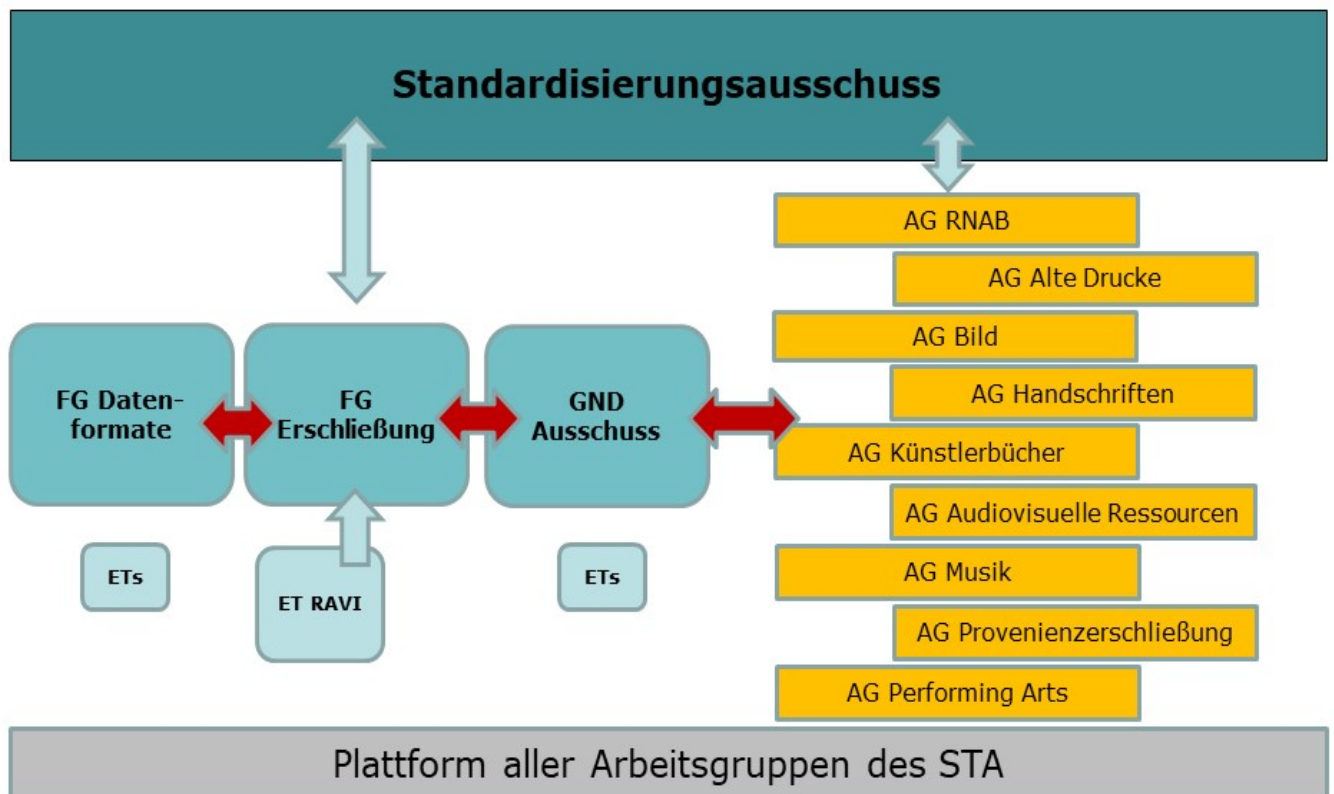 Standardisierungsausschuss
FG Daten-
formate
FG
Erschließung
GND
Ausschuss
ETs
ET RAVI
ETs
AG RNAB
AG Alte Drucke
AG Bild
AG Handschriften
AG Künstlerbücher
AG Audiovisuelle Ressourcen
AG Musik
AG Provenienzerschließung
AG Performing Arts
Plattform aller Arbeitsgruppen des STA